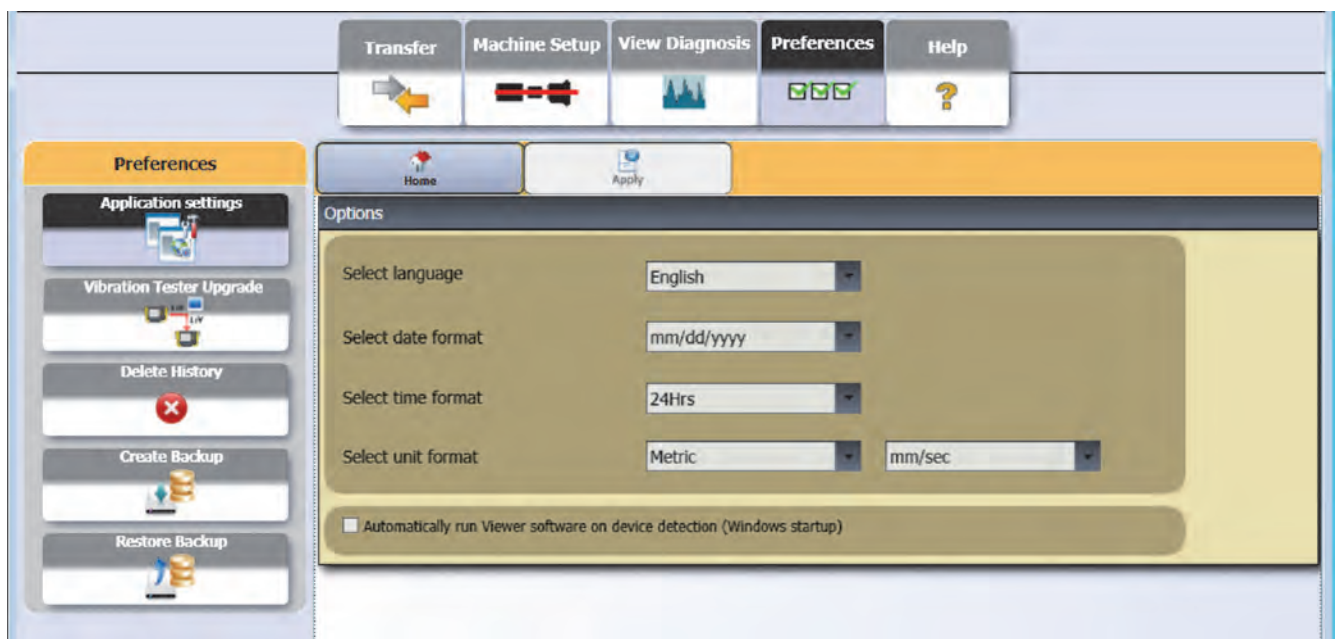 Transfer
Machine Setup
View Diagnosis
Preferences
Help
Preferences
Application settings
Vibration Tester Upgrade
Delete History
Create Backup
Restore Backup
Home
Apply
Options
Select language English
Select date format mm/dd/yyyy
Select time format 24Hrs
Select unit format Metric mm/sec
Automatically run Viewer software on device detection (Windows startup)